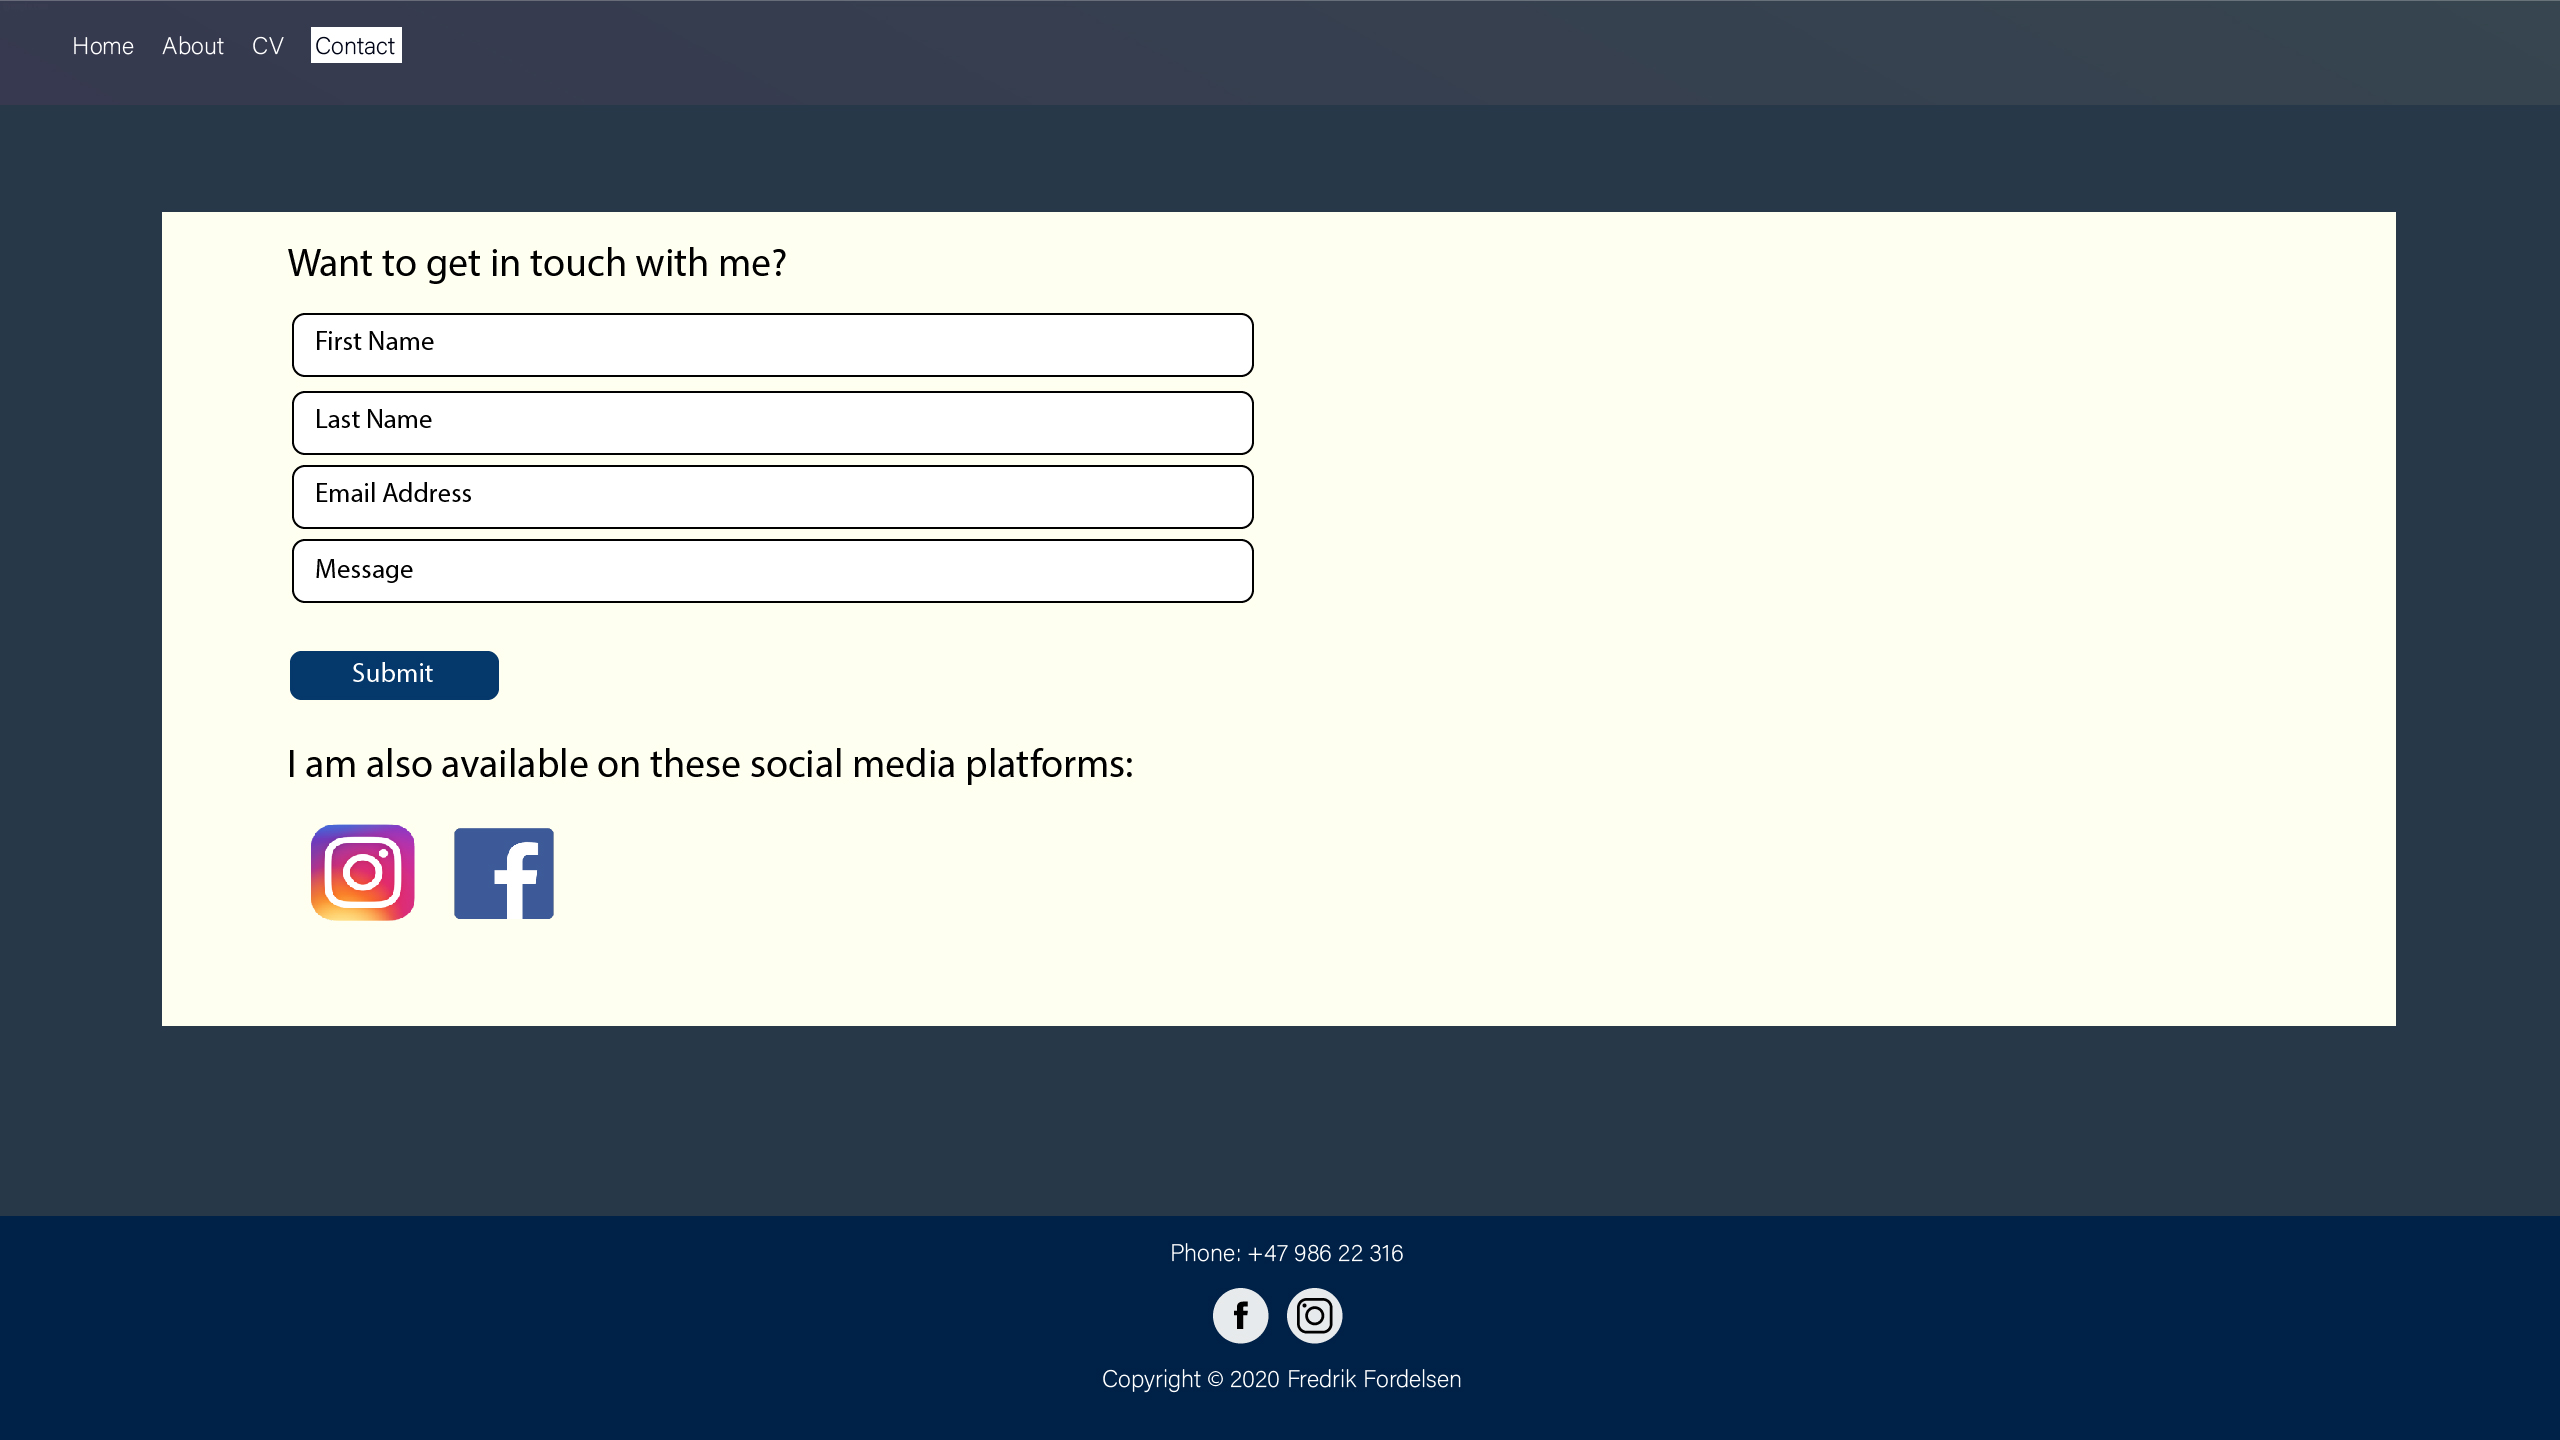 Home About CV Contact
Want to get in touch with me?
First Name
Last Name
Email Address
Message
Submit
I am also available on these social media platforms:
Phone: +47 986 22 316
Copyright © 2020 Fredrik Fordelsen